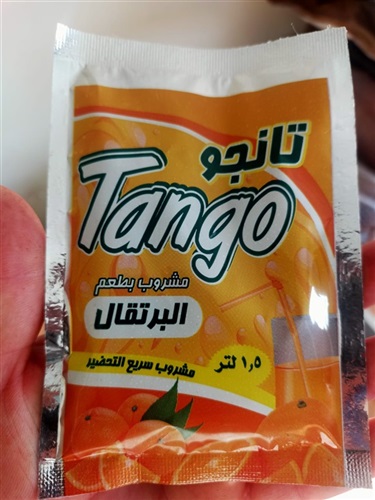 تانجو
Tango
مشروب بطعم
البرتقال
مشروب سريع التحضير
١,٥ لتر